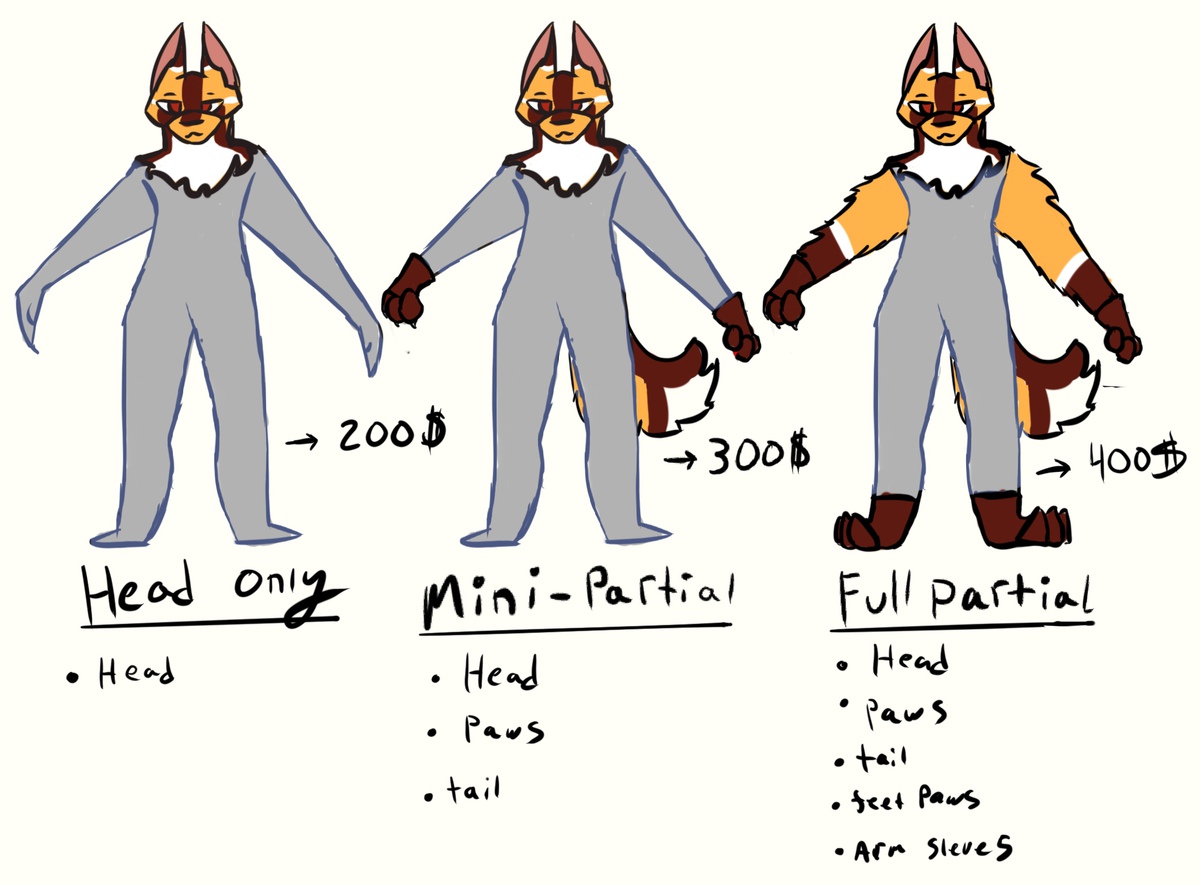 → 200$
→ 300$
→ 400$
Head only
• Head
Mini-Partial
• Head
• Paws
• tail
Full partial
• Head
• paws
• tail
• feet Paws
• Arm Sleves